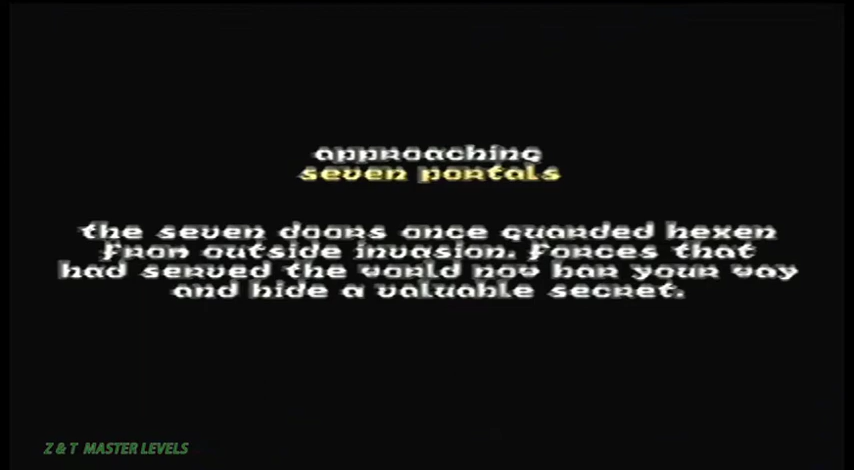 approaching
seven portals
the seven doors once guarded hexen
from outside invasion. forces that
had served the world now bar your way
and hide a valuable secret.
Z & T MASTER LEVELS